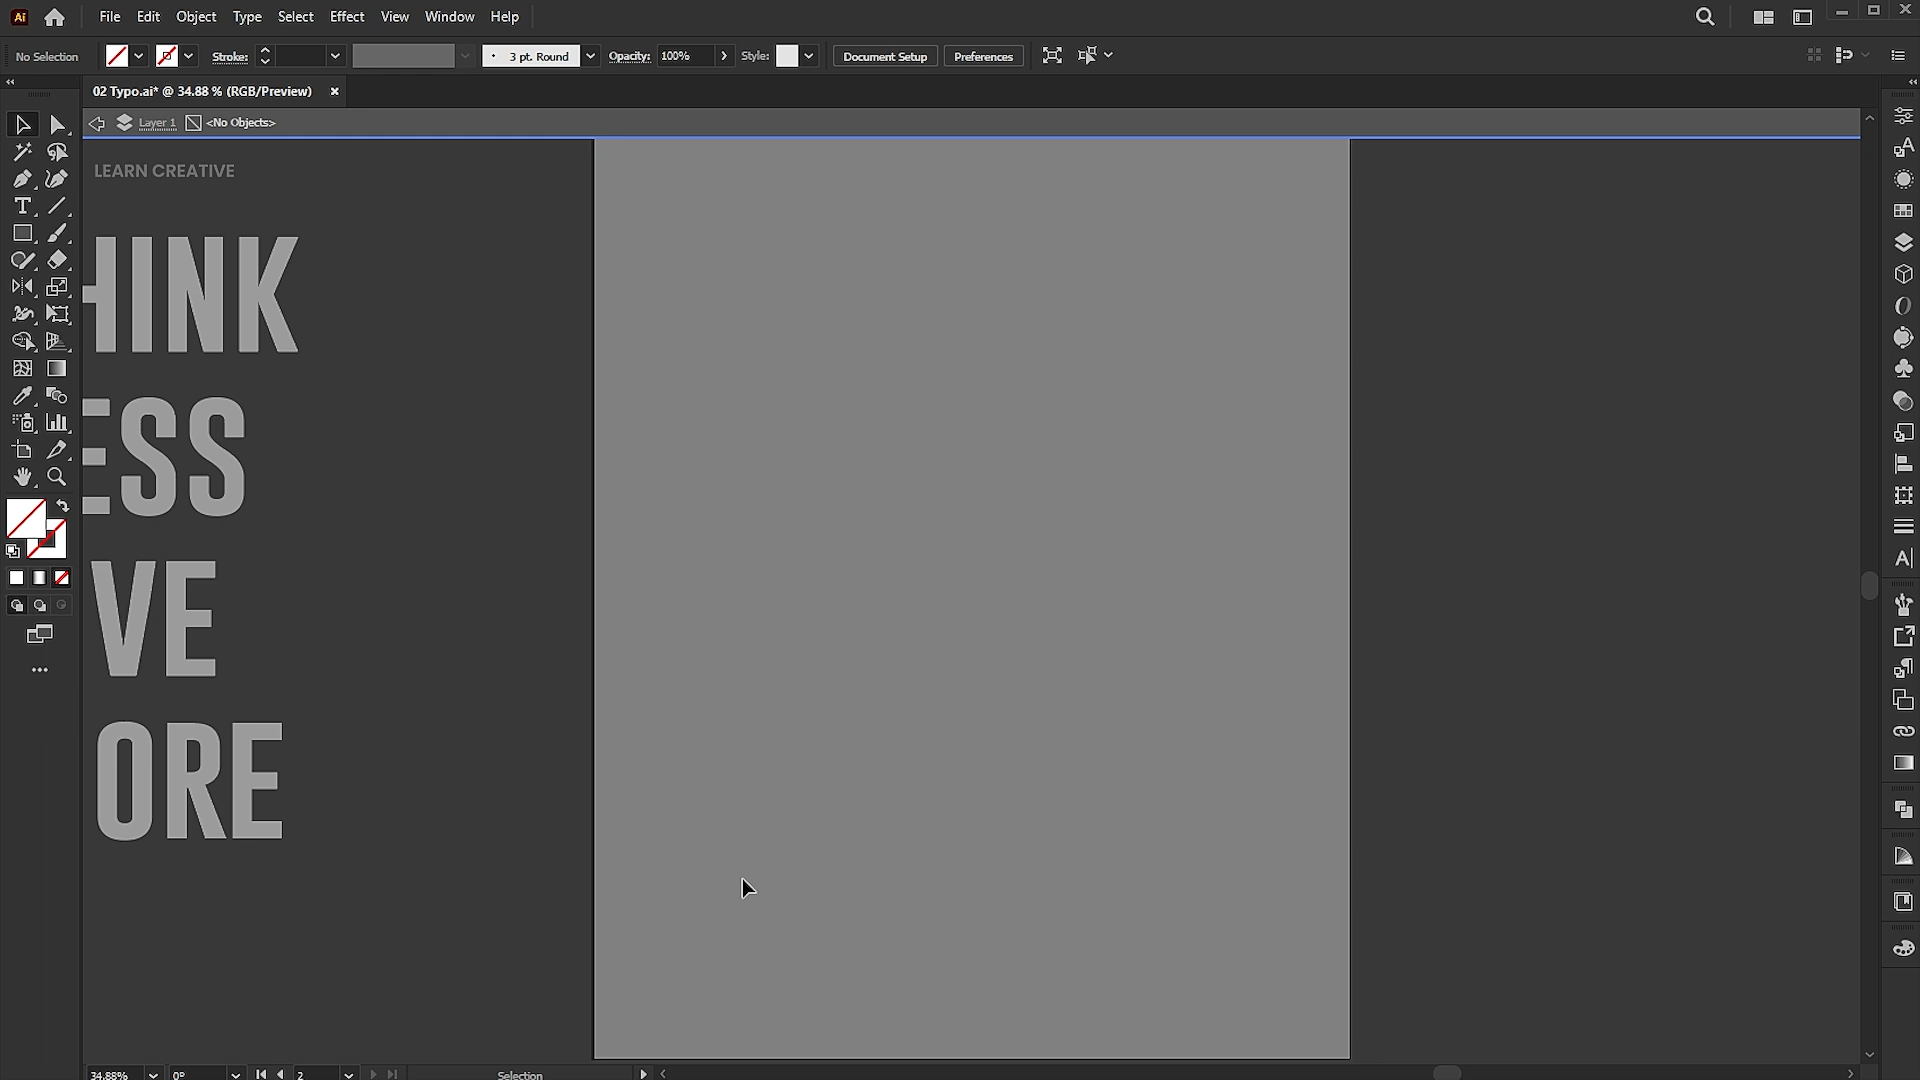 Ai File Edit Object Type Select Effect View Window Help
No Selection Stroke: 3 pt. Round Opacity: 100% Style: Document Setup Preferences
02 Typo.ai* @ 34.88 % (RGB/Preview)
Layer 1 <No Objects>
LEARN CREATIVE
HINK
ESS
VE
ORE
34.88% 0° 2 Selection